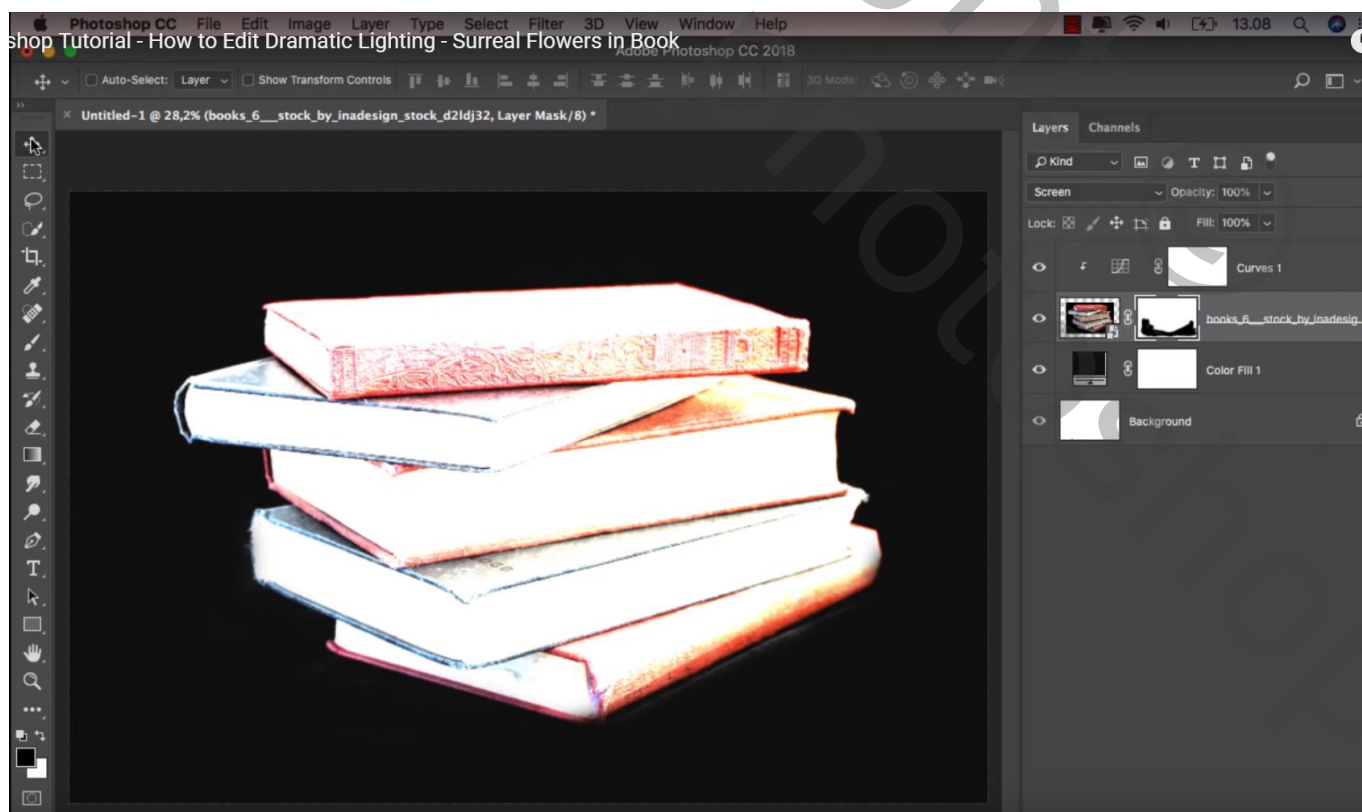 Photoshop CC File Edit Image Layer Type Select Filter 3D View Window Help 13.08
shop Tutorial - How to Edit Dramatic Lighting - Surreal Flowers in Book
Adobe Photoshop CC 2018
Auto-Select: Layer Show Transform Controls 3D Mode:
× Untitled-1 @ 28,2% (books_6__stock_by_inadesign_stock_d2ldj32, Layer Mask/8) *
Layers Channels
Kind
Screen Opacity: 100%
Lock: Fill: 100%
Curves 1
books_6__stock_by_inadesig...
Color Fill 1
Background